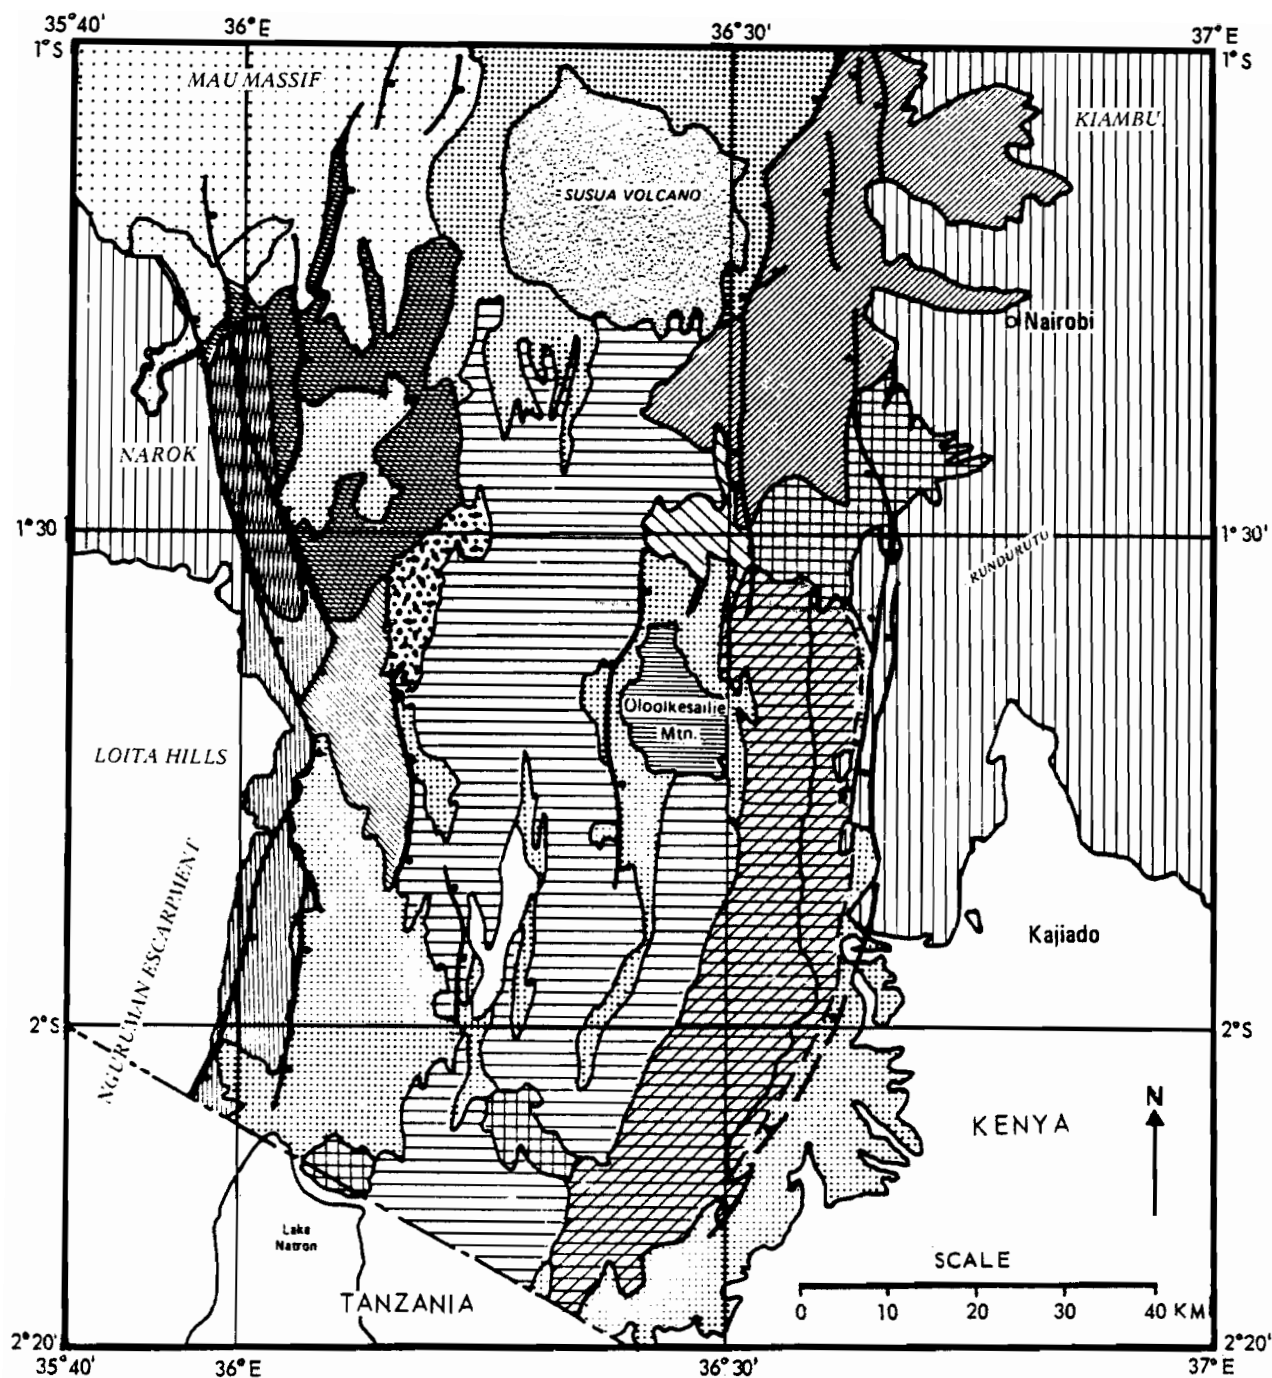 35°40'
36°E
36°30'
37°E
1°S
1°S
MAU MASSIF
KIAMBU
SUSUA VOLCANO
Nairobi
NAROK
1°30
1°30'
RUNDURUTU
Oloolkesailie
Mtn.
LOITA HILLS
NGURUMAN ESCARPMENT
Kajiado
2°S
2°S
N
KENYA
Lake
Natron
SCALE
TANZANIA
0 10 20 30 40 KM
2°20'
2°20'
35°40'
36°E
36°30'
37°E